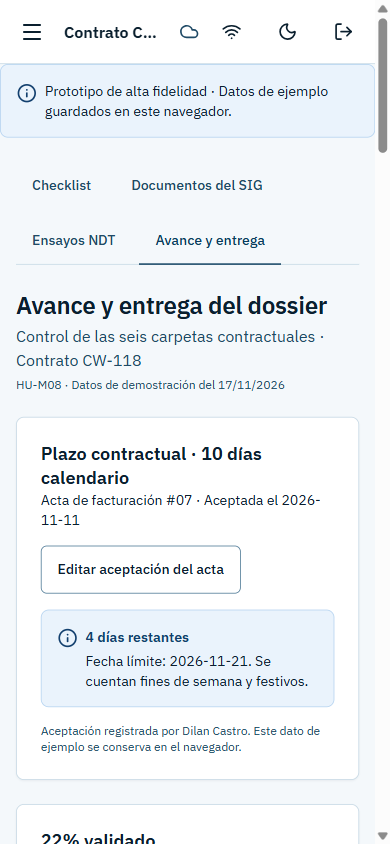 Contrato C...
Prototipo de alta fidelidad · Datos de ejemplo
guardados en este navegador.
Checklist
Documentos del SIG
Ensayos NDT
Avance y entrega
Avance y entrega del dossier
Control de las seis carpetas contractuales ·
Contrato CW-118
HU-M08 · Datos de demostración del 17/11/2026
Plazo contractual · 10 días
calendario
Acta de facturación #07 · Aceptada el 2026-
11-11
Editar aceptación del acta
4 días restantes
Fecha límite: 2026-11-21. Se
cuentan fines de semana y festivos.
Aceptación registrada por Dilan Castro. Este dato de
ejemplo se conserva en el navegador.
22% validado